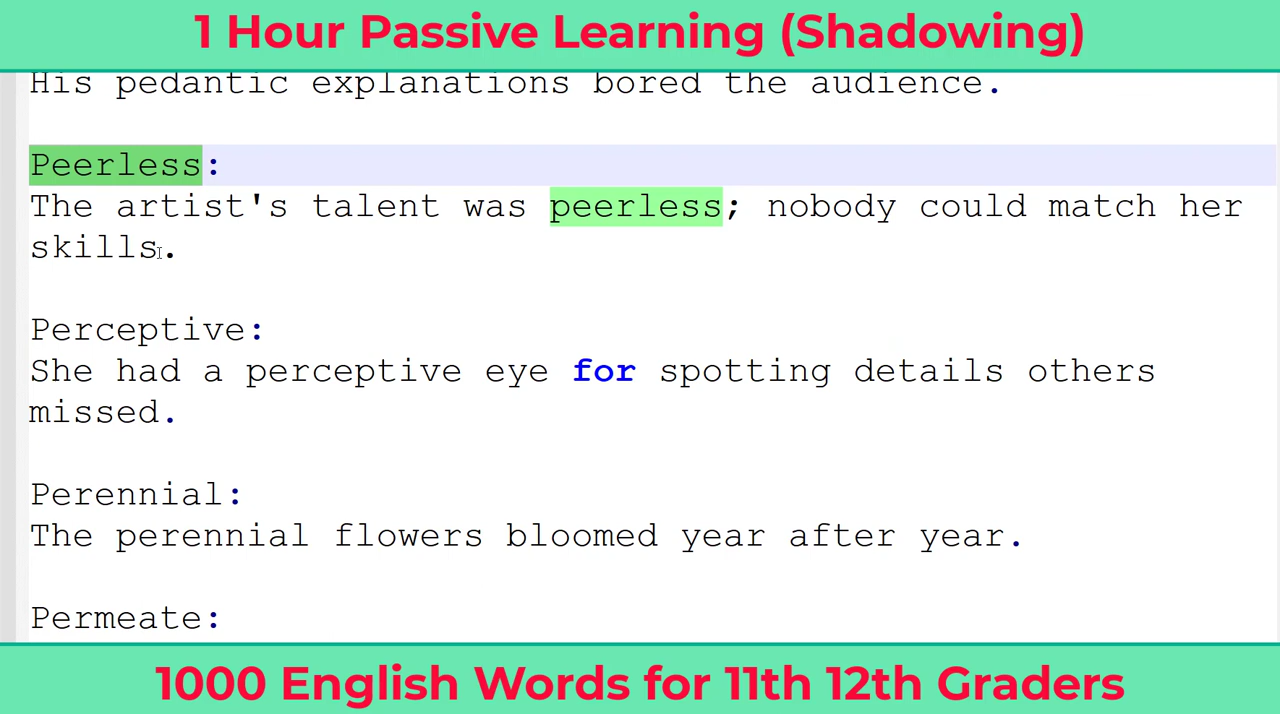 1 Hour Passive Learning (Shadowing)
His pedantic explanations bored the audience.
Peerless:
The artist's talent was peerless; nobody could match her
skills.
Perceptive:
She had a perceptive eye for spotting details others
missed.
Perennial:
The perennial flowers bloomed year after year.
Permeate:
1000 English Words for 11th 12th Graders